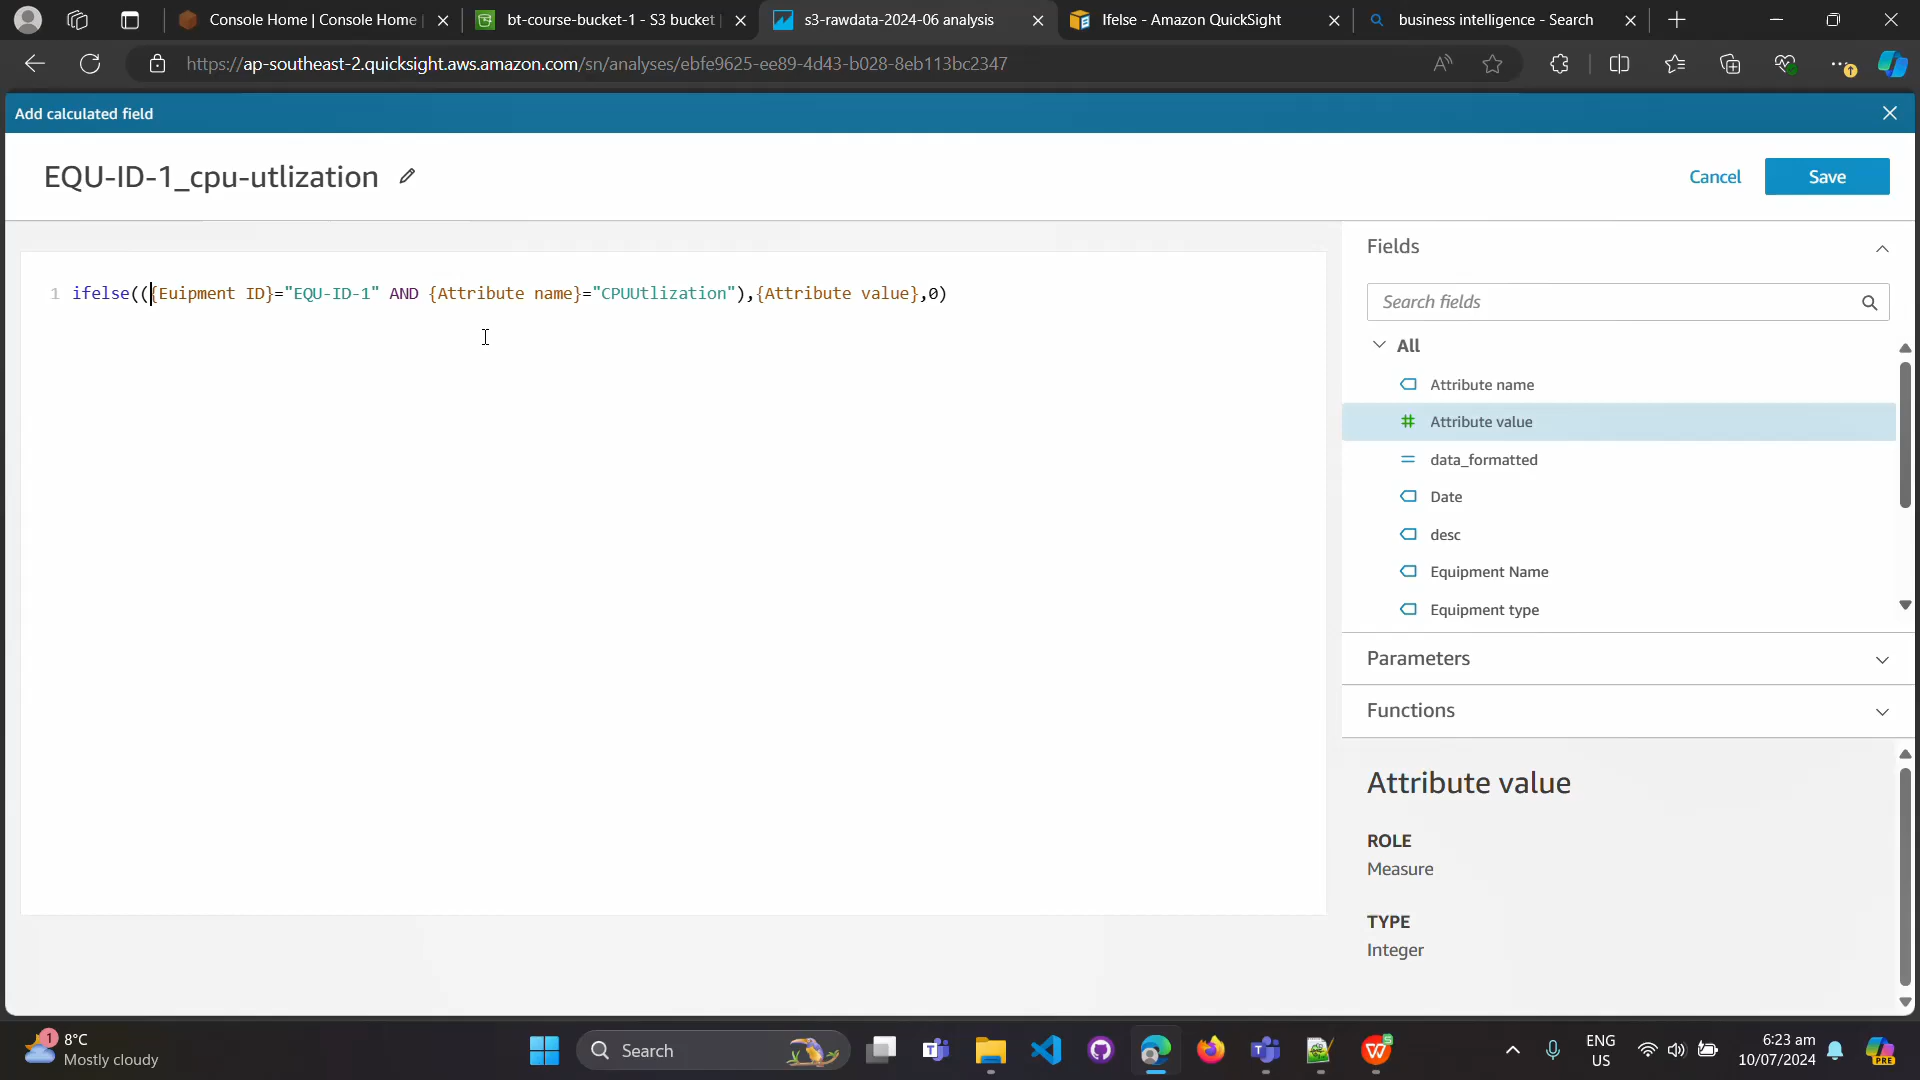 Console Home | Console Home
bt-course-bucket-1 - S3 bucket
s3-rawdata-2024-06 analysis
Ifelse - Amazon QuickSight
business intelligence - Search
https://ap-southeast-2.quicksight.aws.amazon.com/sn/analyses/ebfe9625-ee89-4d43-b028-8eb113bc2347
Add calculated field
EQU-ID-1_cpu-utlization
Cancel
Save
1 ifelse(({Euipment ID}="EQU-ID-1" AND {Attribute name}="CPUUtlization"),{Attribute value},0)
Fields
Search fields
All
Attribute name
Attribute value
data_formatted
Date
desc
Equipment Name
Equipment type
Parameters
Functions
Attribute value
ROLE
Measure
TYPE
Integer
1
8°C
Mostly cloudy
Search
ENG
US
6:23 am
10/07/2024
PRE